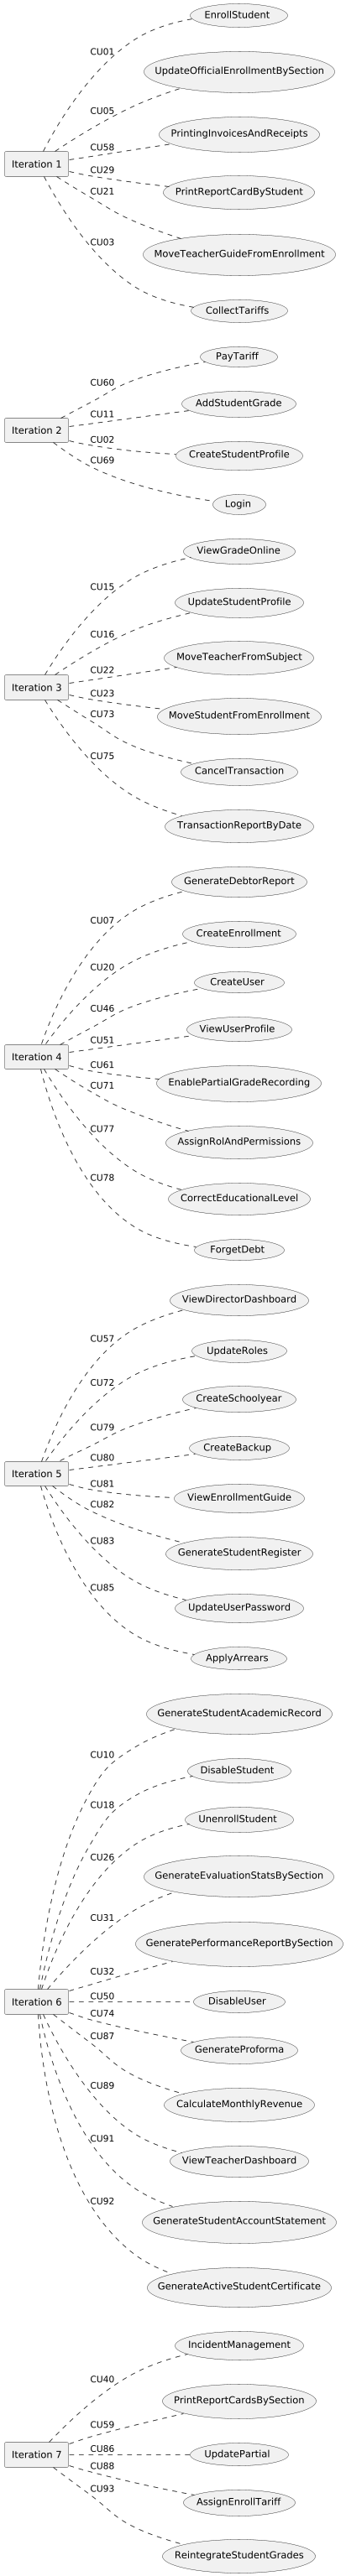 EnrollStudent
CU01
UpdateOfficialEnrollmentBySection
CU05
PrintingInvoicesAndReceipts
CU58
Iteration 1
CU29
PrintReportCardByStudent
CU21
MoveTeacherGuideFromEnrollment
CU03
CollectTariffs
PayTariff
CU60
AddStudentGrade
CU11
Iteration 2
CU02
CreateStudentProfile
CU69
Login
ViewGradeOnline
CU15
UpdateStudentProfile
CU16
MoveTeacherFromSubject
CU22
Iteration 3
CU23
MoveStudentFromEnrollment
CU73
CancelTransaction
CU75
TransactionReportByDate
GenerateDebtorReport
CU07
CreateEnrollment
CU20
CreateUser
CU46
ViewUserProfile
CU51
Iteration 4
CU61
EnablePartialGradeRecording
CU71
AssignRolAndPermissions
CU77
CorrectEducationalLevel
CU78
ForgetDebt
ViewDirectorDashboard
CU57
UpdateRoles
CU72
CreateSchoolyear
CU79
CreateBackup
CU80
Iteration 5
CU81
ViewEnrollmentGuide
CU82
GenerateStudentRegister
CU83
UpdateUserPassword
CU85
ApplyArrears
GenerateStudentAcademicRecord
CU10
DisableStudent
CU18
UnenrollStudent
CU26
GenerateEvaluationStatsBySection
CU31
GeneratePerformanceReportBySection
CU32
Iteration 6
CU50
DisableUser
CU74
GenerateProforma
CU87
CalculateMonthlyRevenue
CU89
ViewTeacherDashboard
CU91
GenerateStudentAccountStatement
CU92
GenerateActiveStudentCertificate
IncidentManagement
CU40
PrintReportCardsBySection
CU59
Iteration 7
CU86
UpdatePartial
CU88
AssignEnrollTariff
CU93
ReintegrateStudentGrades